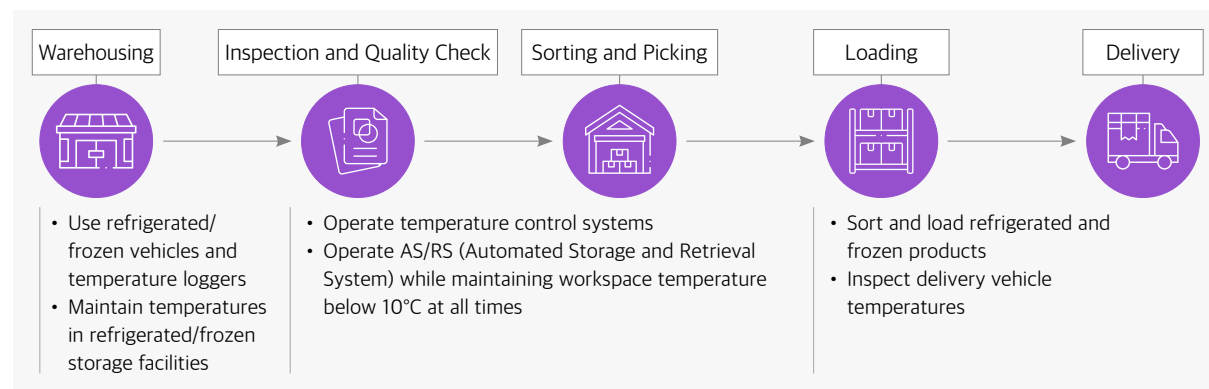 Warehousing
Inspection and Quality Check
Sorting and Picking
Loading
Delivery
• Use refrigerated/
frozen vehicles and
temperature loggers
• Maintain temperatures
in refrigerated/frozen
storage facilities
• Operate temperature control systems
• Operate AS/RS (Automated Storage and Retrieval
System) while maintaining workspace temperature
below 10°C at all times
• Sort and load refrigerated and
frozen products
• Inspect delivery vehicle
temperatures